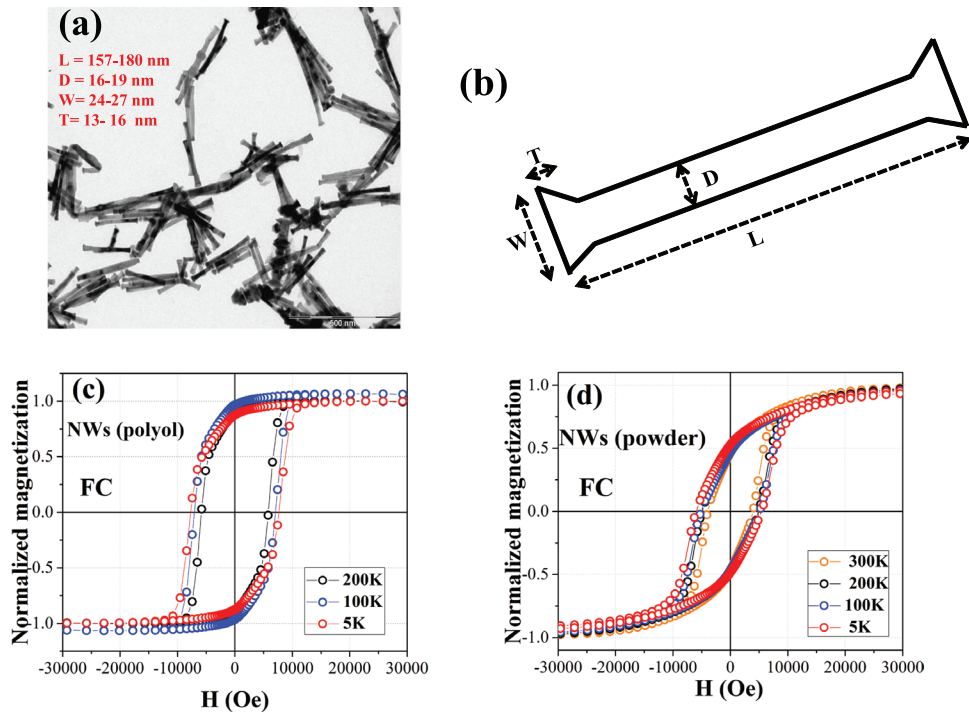 (a)
L = 157-180 nm
D = 16-19 nm
W= 24-27 nm
T= 13- 16 nm
500 nm
(b)
T
D
W
L
(c)
NWs (polyol)
FC
Normalized magnetization
1.0
0.5
0.0
-0.5
-1.0
200K
100K
5K
-30000 -20000 -10000 0 10000 20000 30000
H (Oe)
(d)
NWs (powder)
FC
Normalized magnetization
1.0
0.5
0.0
-0.5
-1.0
300K
200K
100K
5K
-30000 -20000 -10000 0 10000 20000 30000
H (Oe)